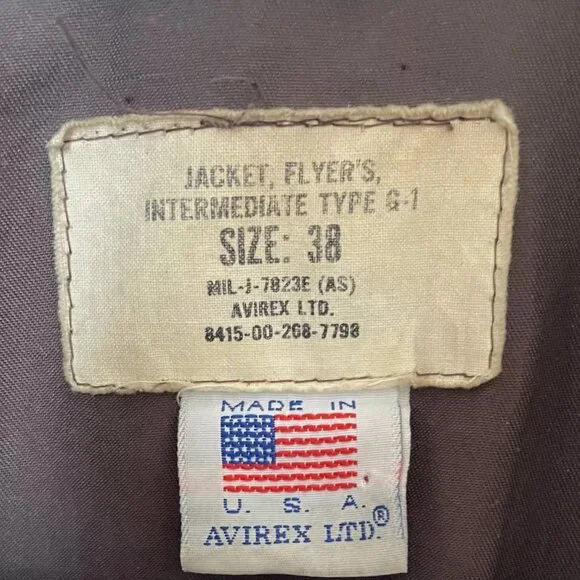 JACKET, FLYER'S,
INTERMEDIATE TYPE G-1
SIZE: 38
MIL-J-7823E (AS)
AVIREX LTD.
8415-00-268-7798
MADE IN
U. S. A.
AVIREX LTD.®